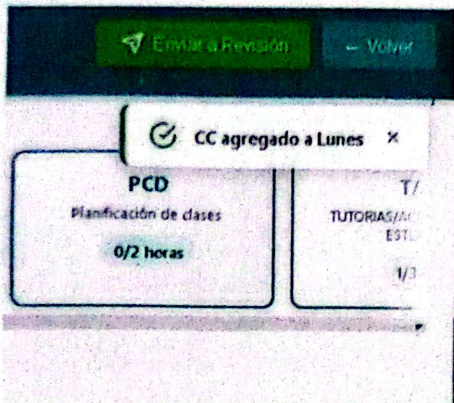 Enviar a Revisión
← Volver
CC agregado a Lunes ×
PCD
Planificación de clases
0/2 horas
TUTORIAS/
1/3